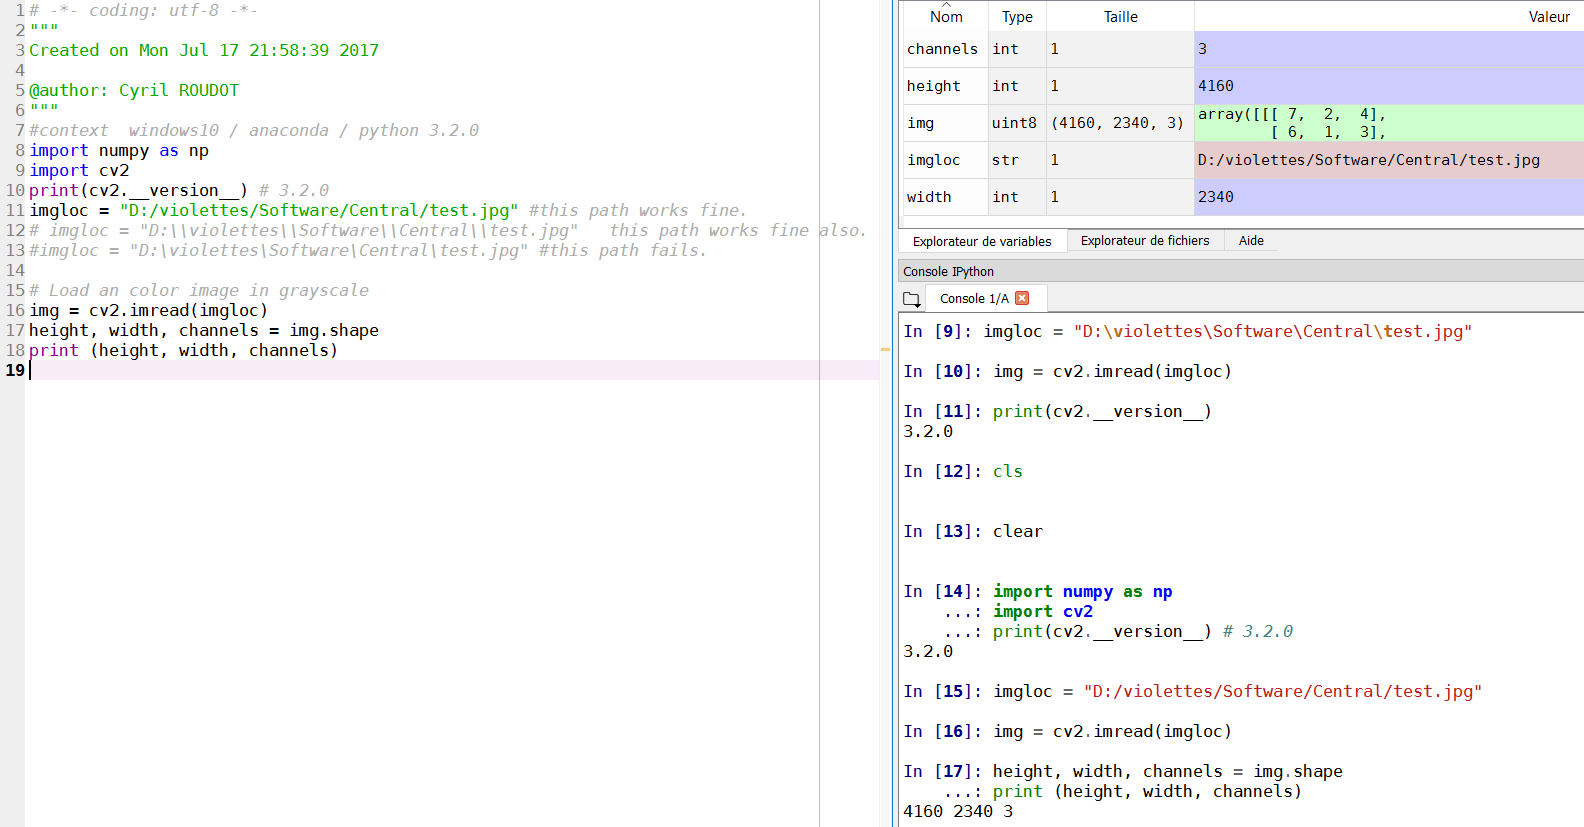 1 # -*- coding: utf-8 -*-
2 """
3 Created on Mon Jul 17 21:58:39 2017
4
5 @author: Cyril ROUDOT
6 """
7 #context  windows10 / anaconda / python 3.2.0
8 import numpy as np
9 import cv2
10 print(cv2.__version__) # 3.2.0
11 imgloc = "D:/violettes/Software/Central/test.jpg" #this path works fine.
12 # imgloc = "D:\\violettes\\Software\\Central\\test.jpg"   this path works fine also.
13 #imgloc = "D:\violettes\Software\Central\test.jpg" #this path fails.
14
15 # Load an color image in grayscale
16 img = cv2.imread(imgloc)
17 height, width, channels = img.shape
18 print (height, width, channels)
19
Nom Type Taille Valeur
channels int 1 3
height int 1 4160
img uint8 (4160, 2340, 3) array([[[ 7,  2,  4],
[ 6,  1,  3],
imgloc str 1 D:/violettes/Software/Central/test.jpg
width int 1 2340
Explorateur de variables Explorateur de fichiers Aide
Console IPython
Console 1/A
In [9]: imgloc = "D:\violettes\Software\Central\test.jpg"
In [10]: img = cv2.imread(imgloc)
In [11]: print(cv2.__version__)
3.2.0
In [12]: cls
In [13]: clear
In [14]: import numpy as np
...: import cv2
...: print(cv2.__version__) # 3.2.0
3.2.0
In [15]: imgloc = "D:/violettes/Software/Central/test.jpg"
In [16]: img = cv2.imread(imgloc)
In [17]: height, width, channels = img.shape
...: print (height, width, channels)
4160 2340 3